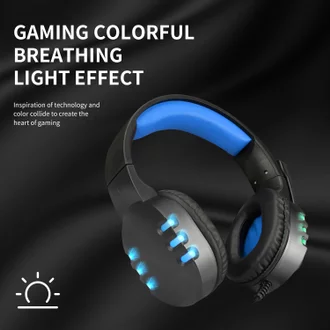 GAMING COLORFUL
BREATHING
LIGHT EFFECT
Inspiration of technology and
color collide to create the
heart of gaming